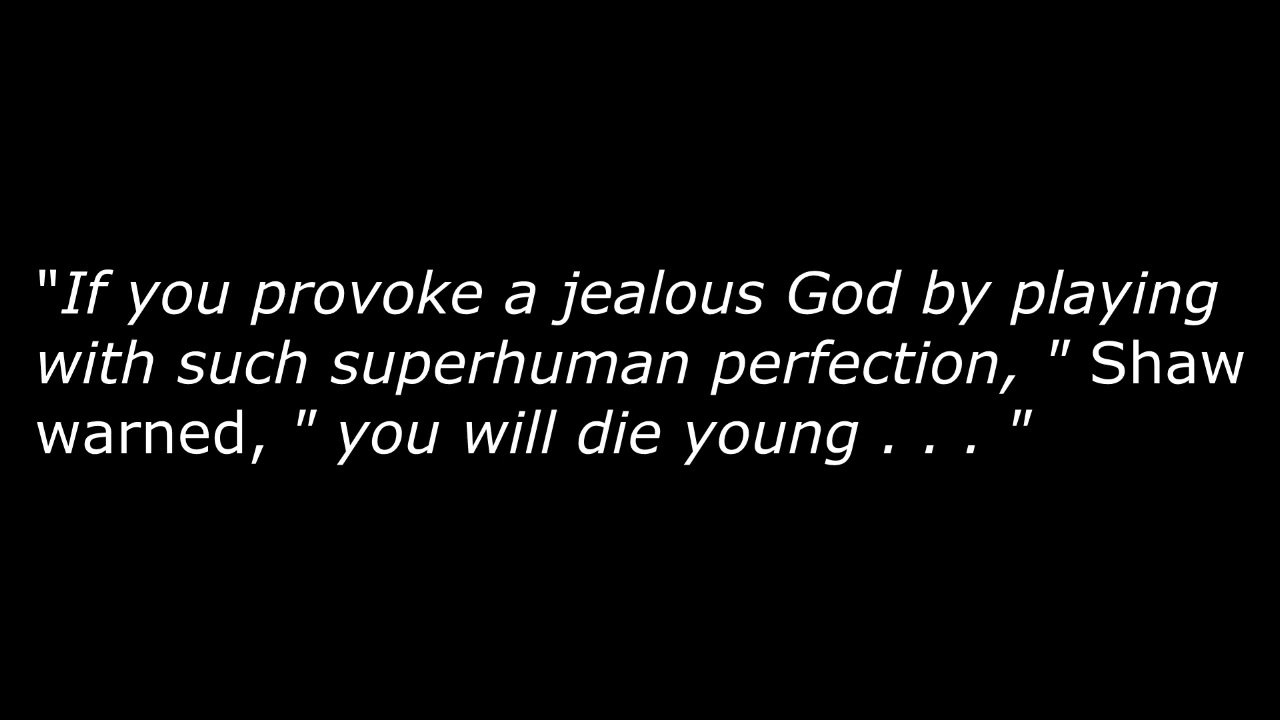 "If you provoke a jealous God by playing
with such superhuman perfection, " Shaw
warned, " you will die young . . . "